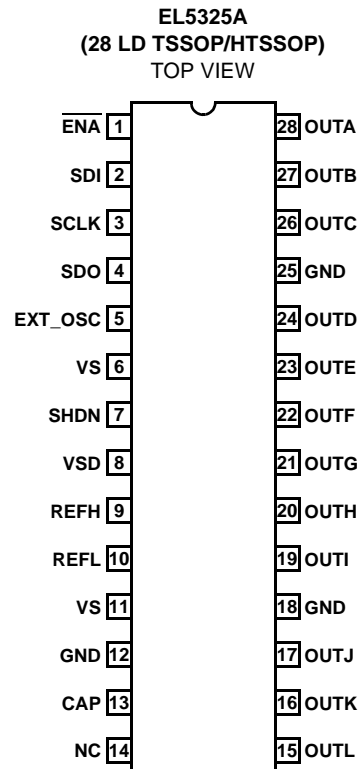 EL5325A
(28 LD TSSOP/HTSSOP)
TOP VIEW
ENA 1 28 OUTA
SDI 2 27 OUTB
SCLK 3 26 OUTC
SDO 4 25 GND
EXT_OSC 5 24 OUTD
VS 6 23 OUTE
SHDN 7 22 OUTF
VSD 8 21 OUTG
REFH 9 20 OUTH
REFL 10 19 OUTI
VS 11 18 GND
GND 12 17 OUTJ
CAP 13 16 OUTK
NC 14 15 OUTL